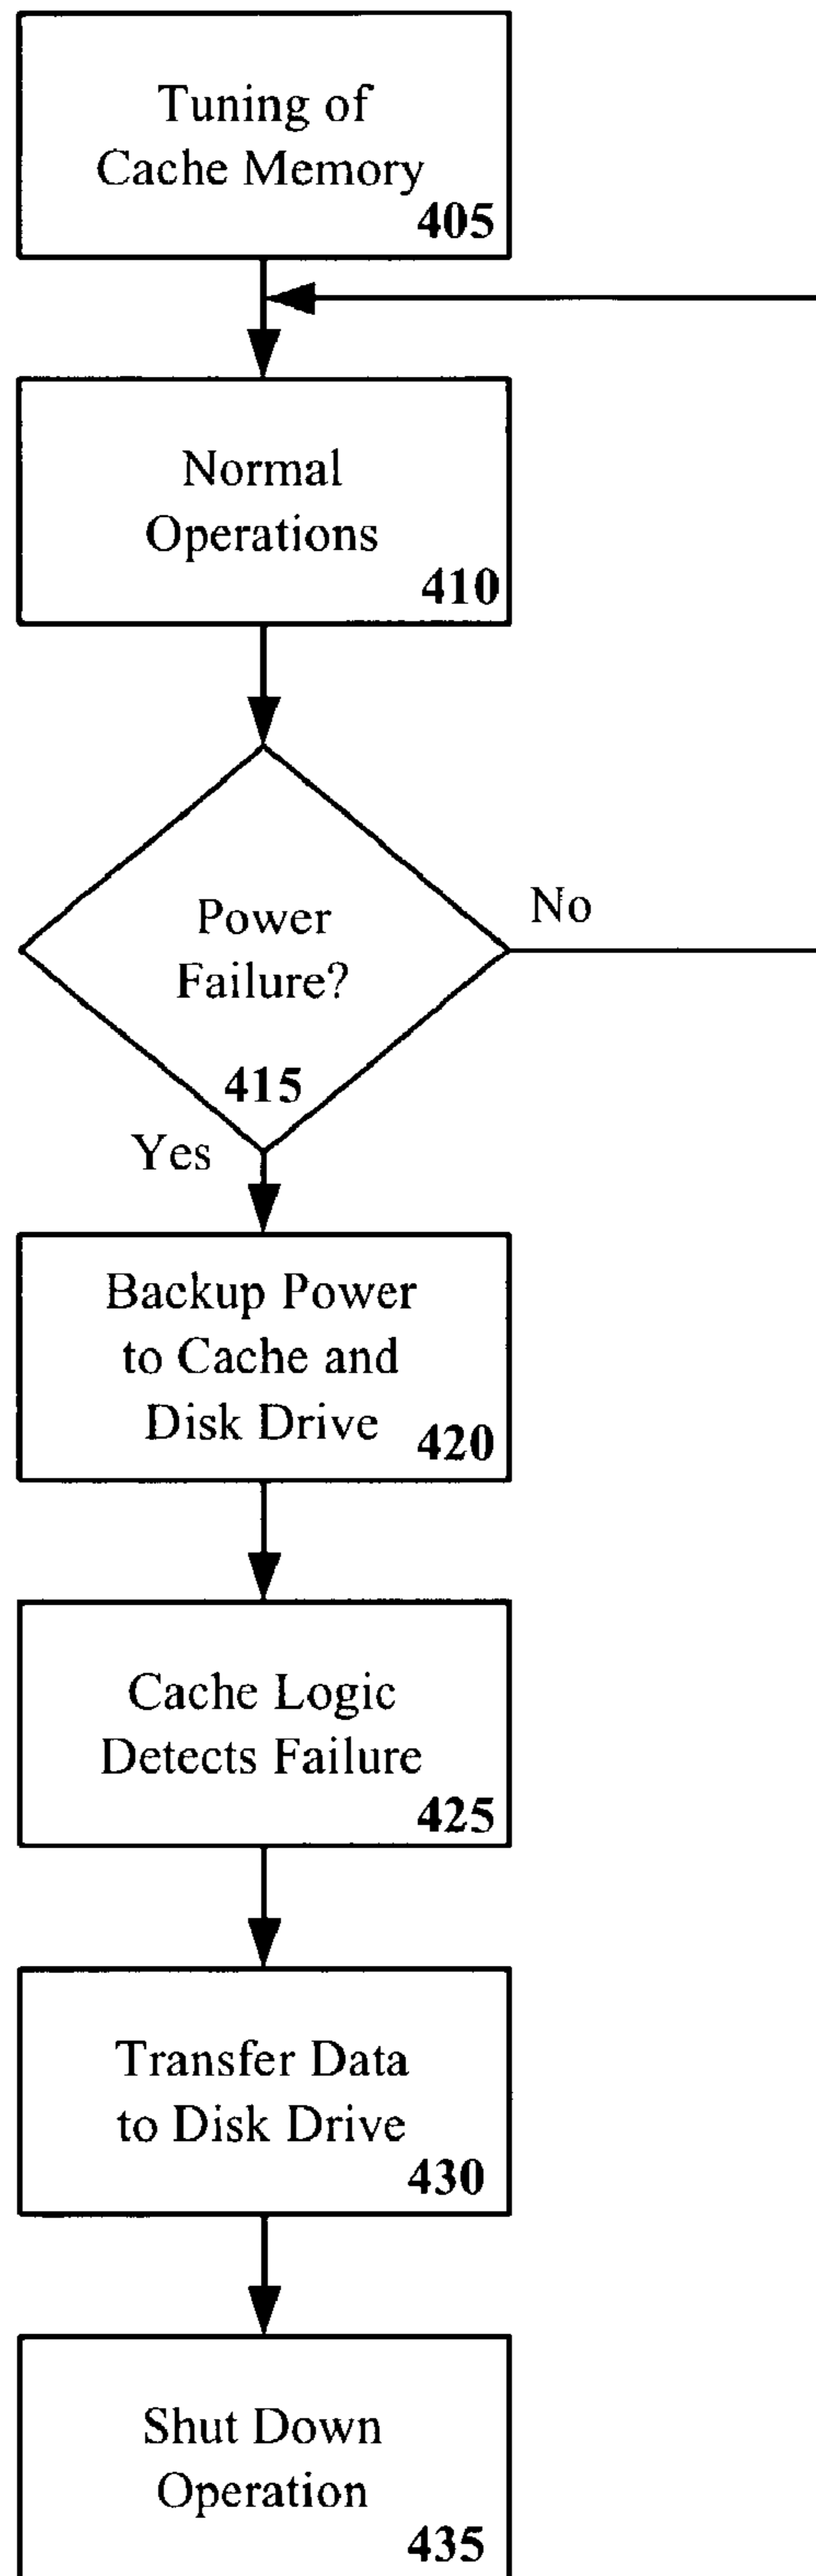 Tuning of
Cache Memory
405
Normal
Operations
410
Power
Failure?
415
No
Yes
Backup Power
to Cache and
Disk Drive
420
Cache Logic
Detects Failure
425
Transfer Data
to Disk Drive
430
Shut Down
Operation
435